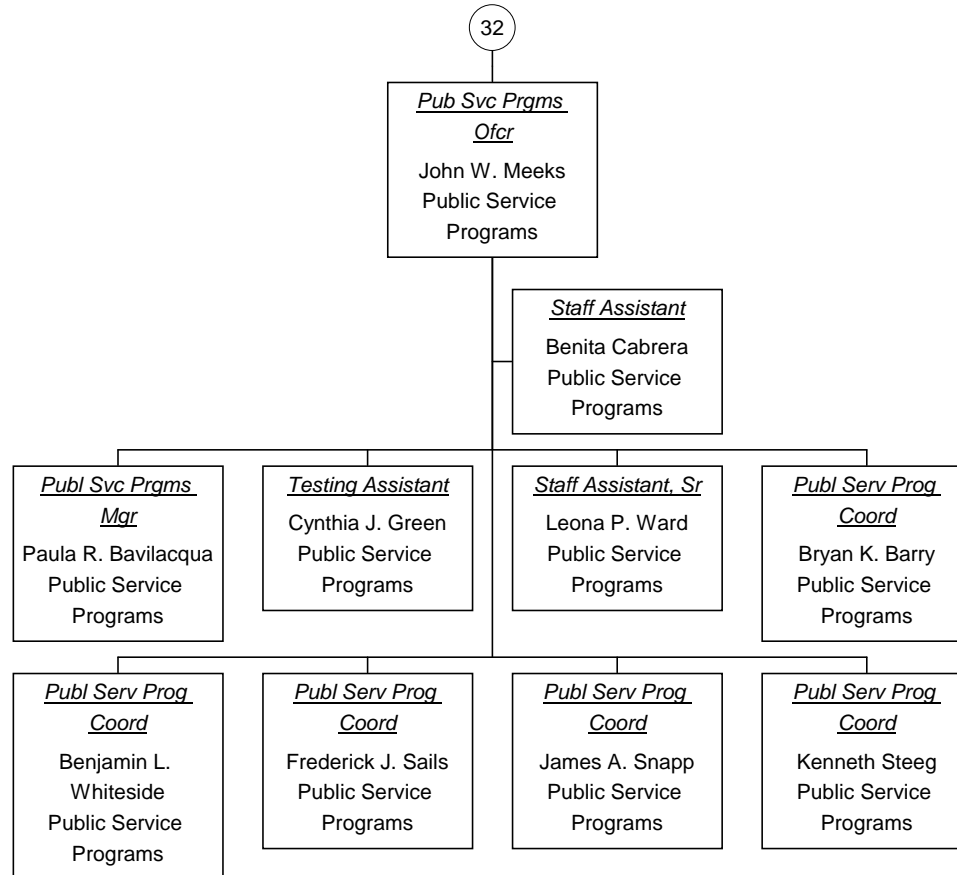 32
Pub Svc Prgms
Ofcr
John W. Meeks
Public Service
Programs
Staff Assistant
Benita Cabrera
Public Service
Programs
Publ Svc Prgms
Mgr
Paula R. Bavilacqua
Public Service
Programs
Testing Assistant
Cynthia J. Green
Public Service
Programs
Staff Assistant, Sr
Leona P. Ward
Public Service
Programs
Publ Serv Prog
Coord
Bryan K. Barry
Public Service
Programs
Publ Serv Prog
Coord
Benjamin L.
Whiteside
Public Service
Programs
Publ Serv Prog
Coord
Frederick J. Sails
Public Service
Programs
Publ Serv Prog
Coord
James A. Snapp
Public Service
Programs
Publ Serv Prog
Coord
Kenneth Steeg
Public Service
Programs